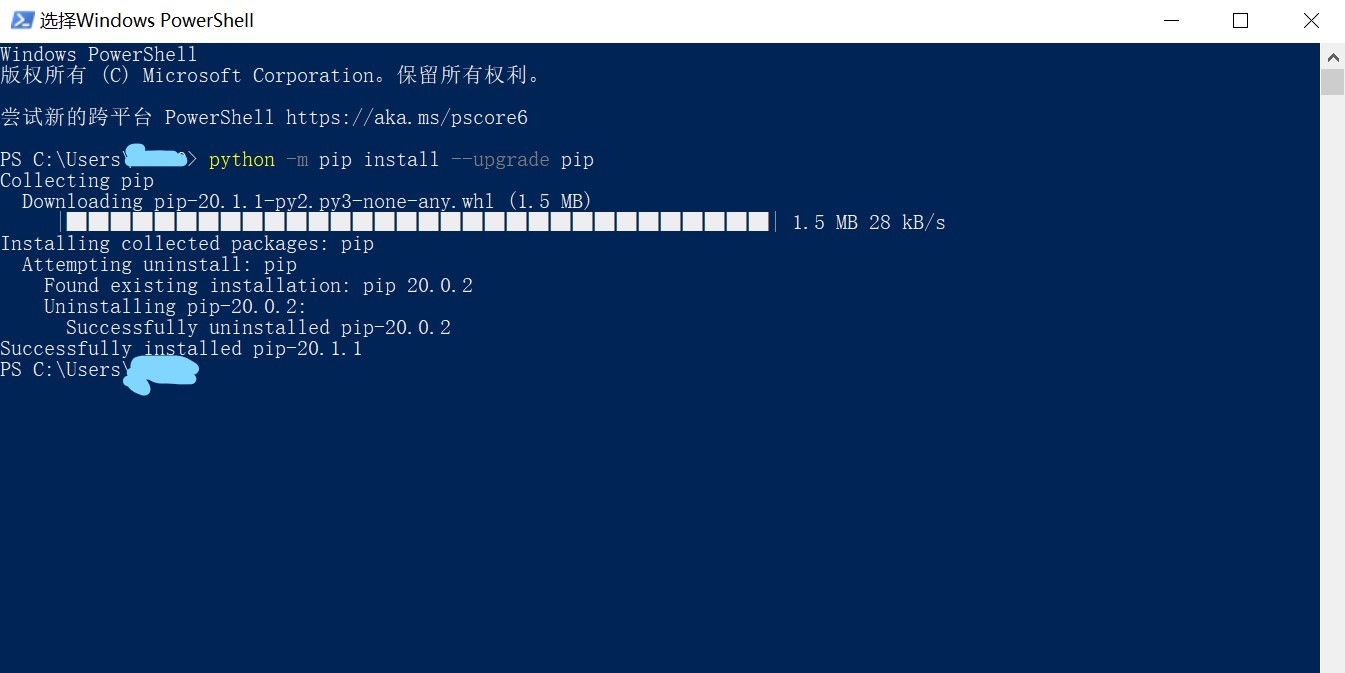 选择Windows PowerShell
Windows PowerShell
版权所有 (C) Microsoft Corporation。保留所有权利。
尝试新的跨平台 PowerShell https://aka.ms/pscore6
PS C:\Users\ > python -m pip install --upgrade pip
Collecting pip
Downloading pip-20.1.1-py2.py3-none-any.whl (1.5 MB)
1.5 MB 28 kB/s
Installing collected packages: pip
Attempting uninstall: pip
Found existing installation: pip 20.0.2
Uninstalling pip-20.0.2:
Successfully uninstalled pip-20.0.2
Successfully installed pip-20.1.1
PS C:\Users\